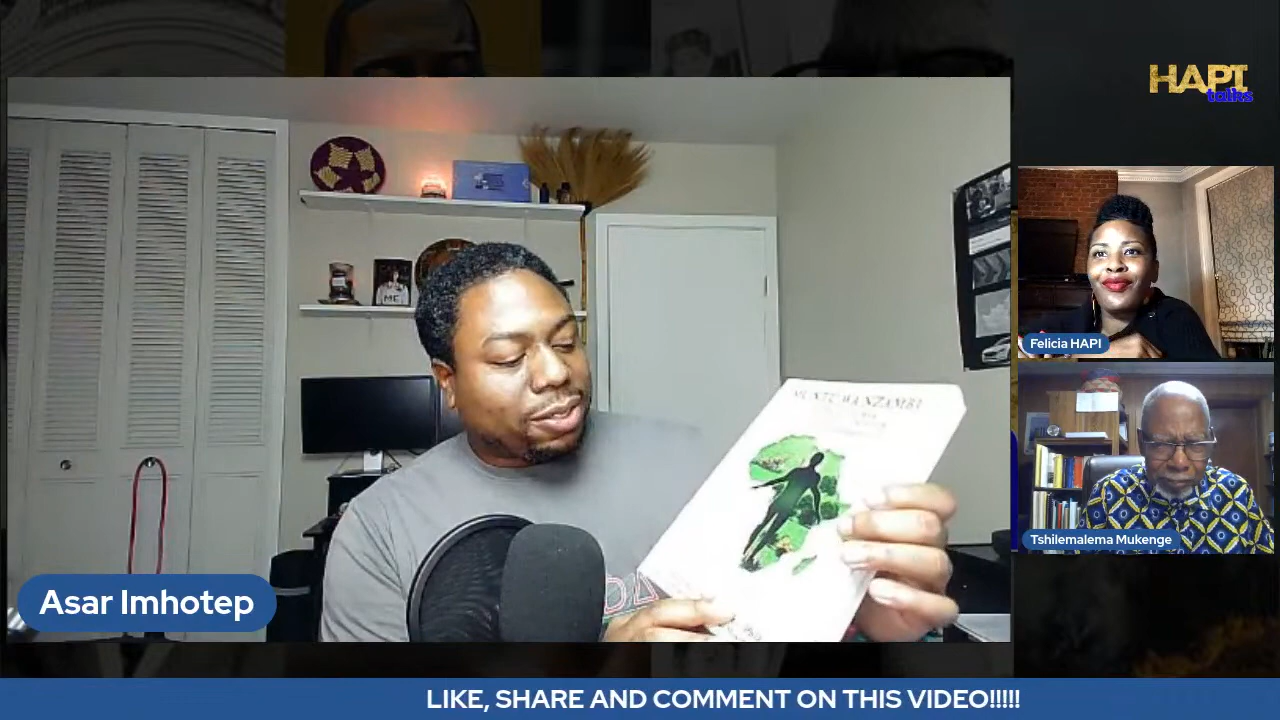 HAPI
talks
Felicia HAPI
Tshilemalema Mukenge
Asar Imhotep
LIKE, SHARE AND COMMENT ON THIS VIDEO!!!!!